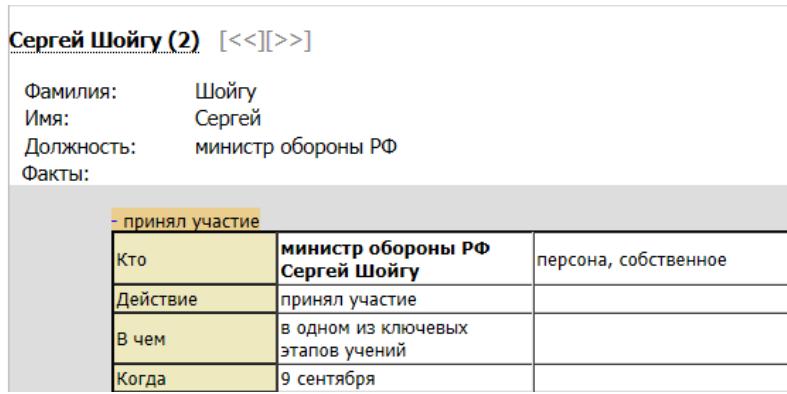 Сергей Шойгу (2) [<<][>>]
Фамилия: Шойгу
Имя: Сергей
Должность: министр обороны РФ
Факты:
- принял участие
Кто министр обороны РФ Сергей Шойгу персона, собственное
Действие принял участие
В чем в одном из ключевых этапов учений
Когда 9 сентября